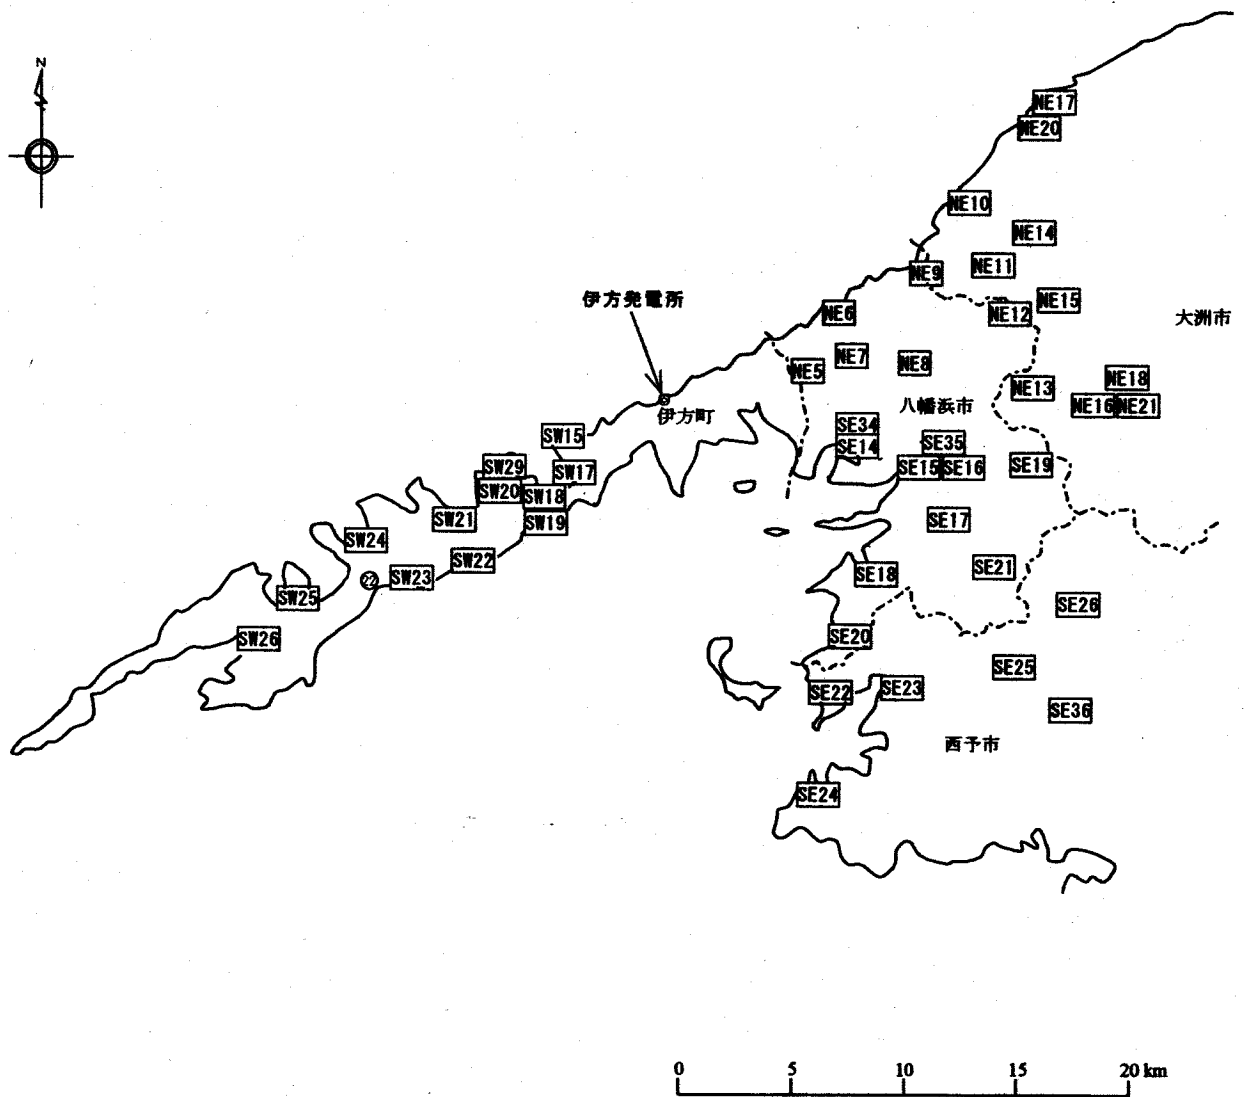 N
NE17
NE20
NE10
NE14
NE11
NE9
伊方発電所
NE15
NE6
NE12
大洲市
NE7
NE8
NE5
NE18
NE13
八幡浜市
NE16
NE21
伊方町
SE34
SW15
SE35
SE14
SW29
SW17
SE15
SE16
SE19
SW20
SW18
SW21
SW19
SE17
SW24
SW22
SE21
SE18
22
SW23
SW25
SE26
SW26
SE20
SE25
SE22
SE23
SE36
西予市
SE24
0 5 10 15 20 km